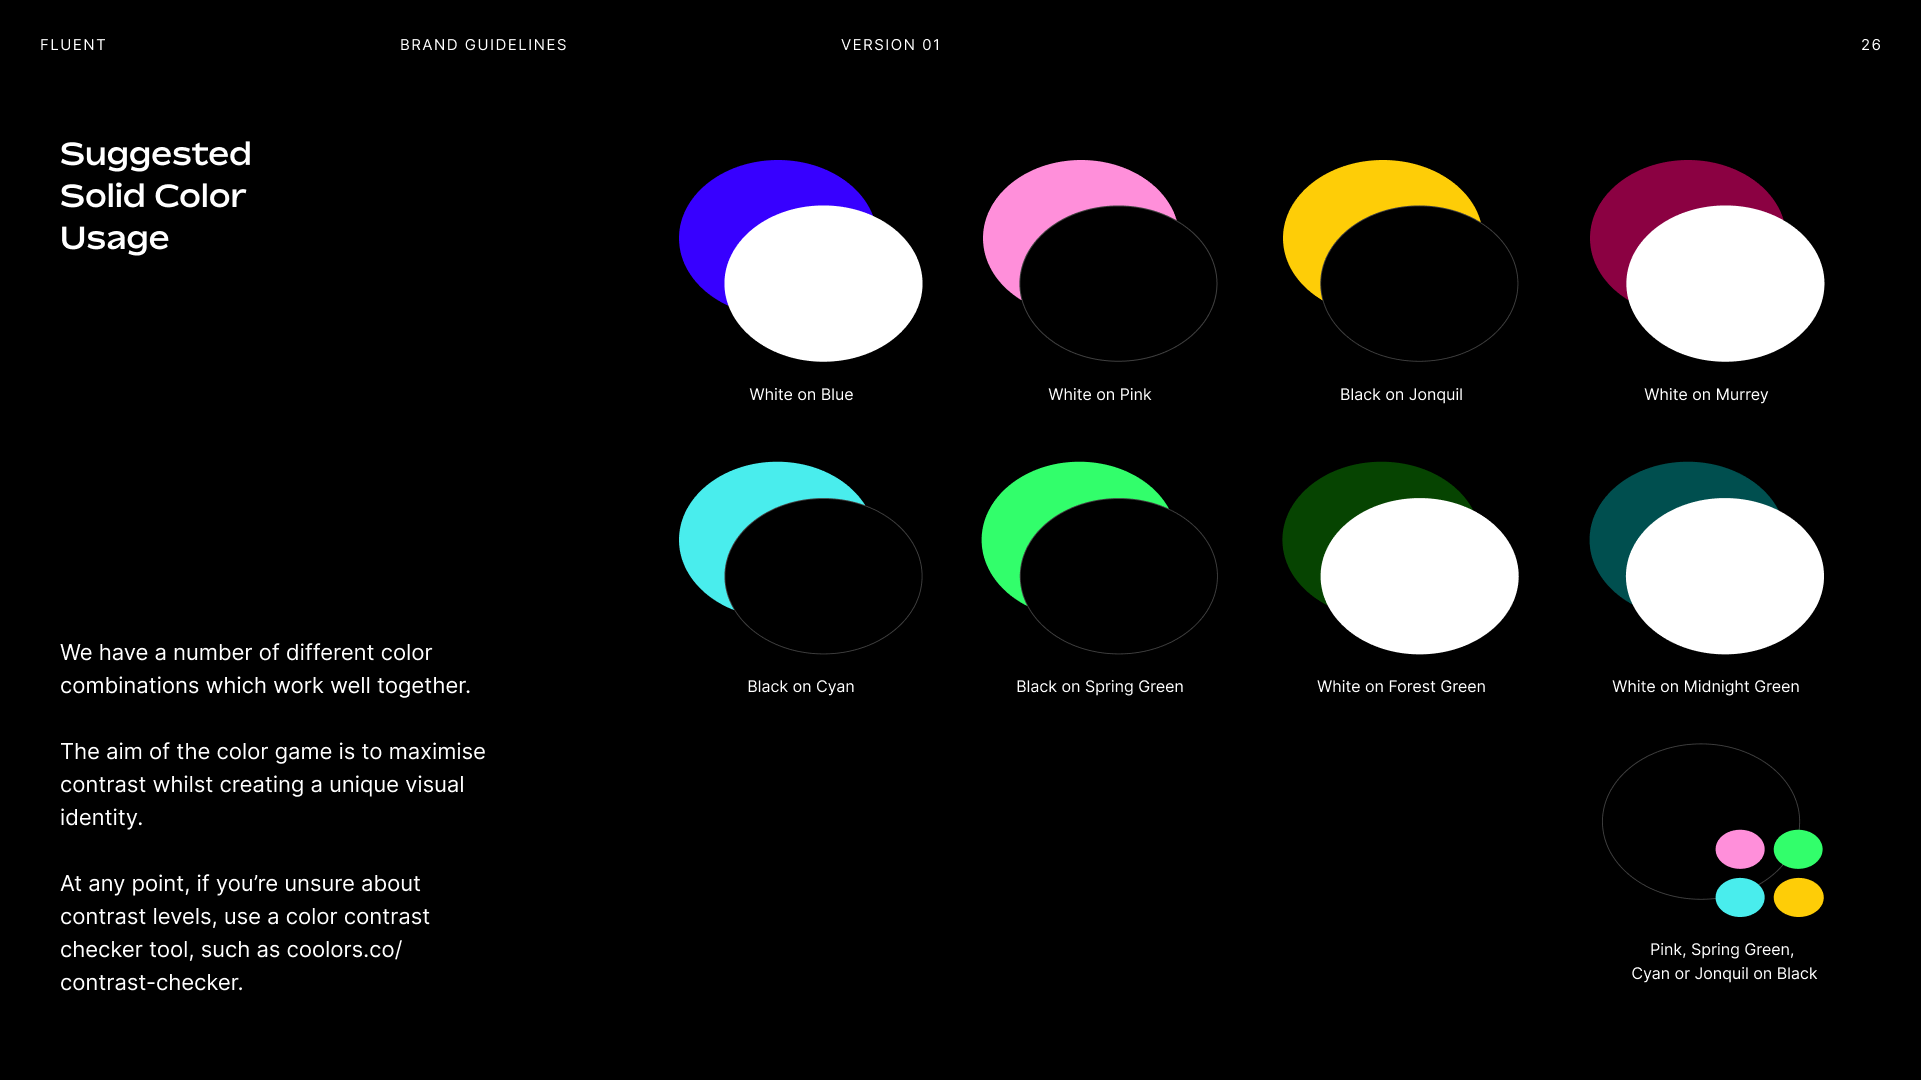 FLUENT
BRAND GUIDELINES
VERSION 01
26
Suggested
Solid Color
Usage
We have a number of different color
combinations which work well together.
The aim of the color game is to maximise
contrast whilst creating a unique visual
identity.
At any point, if you’re unsure about
contrast levels, use a color contrast
checker tool, such as coolors.co/
contrast-checker.
White on Blue
White on Pink
Black on Jonquil
White on Murrey
Black on Cyan
Black on Spring Green
White on Forest Green
White on Midnight Green
Pink, Spring Green,
Cyan or Jonquil on Black